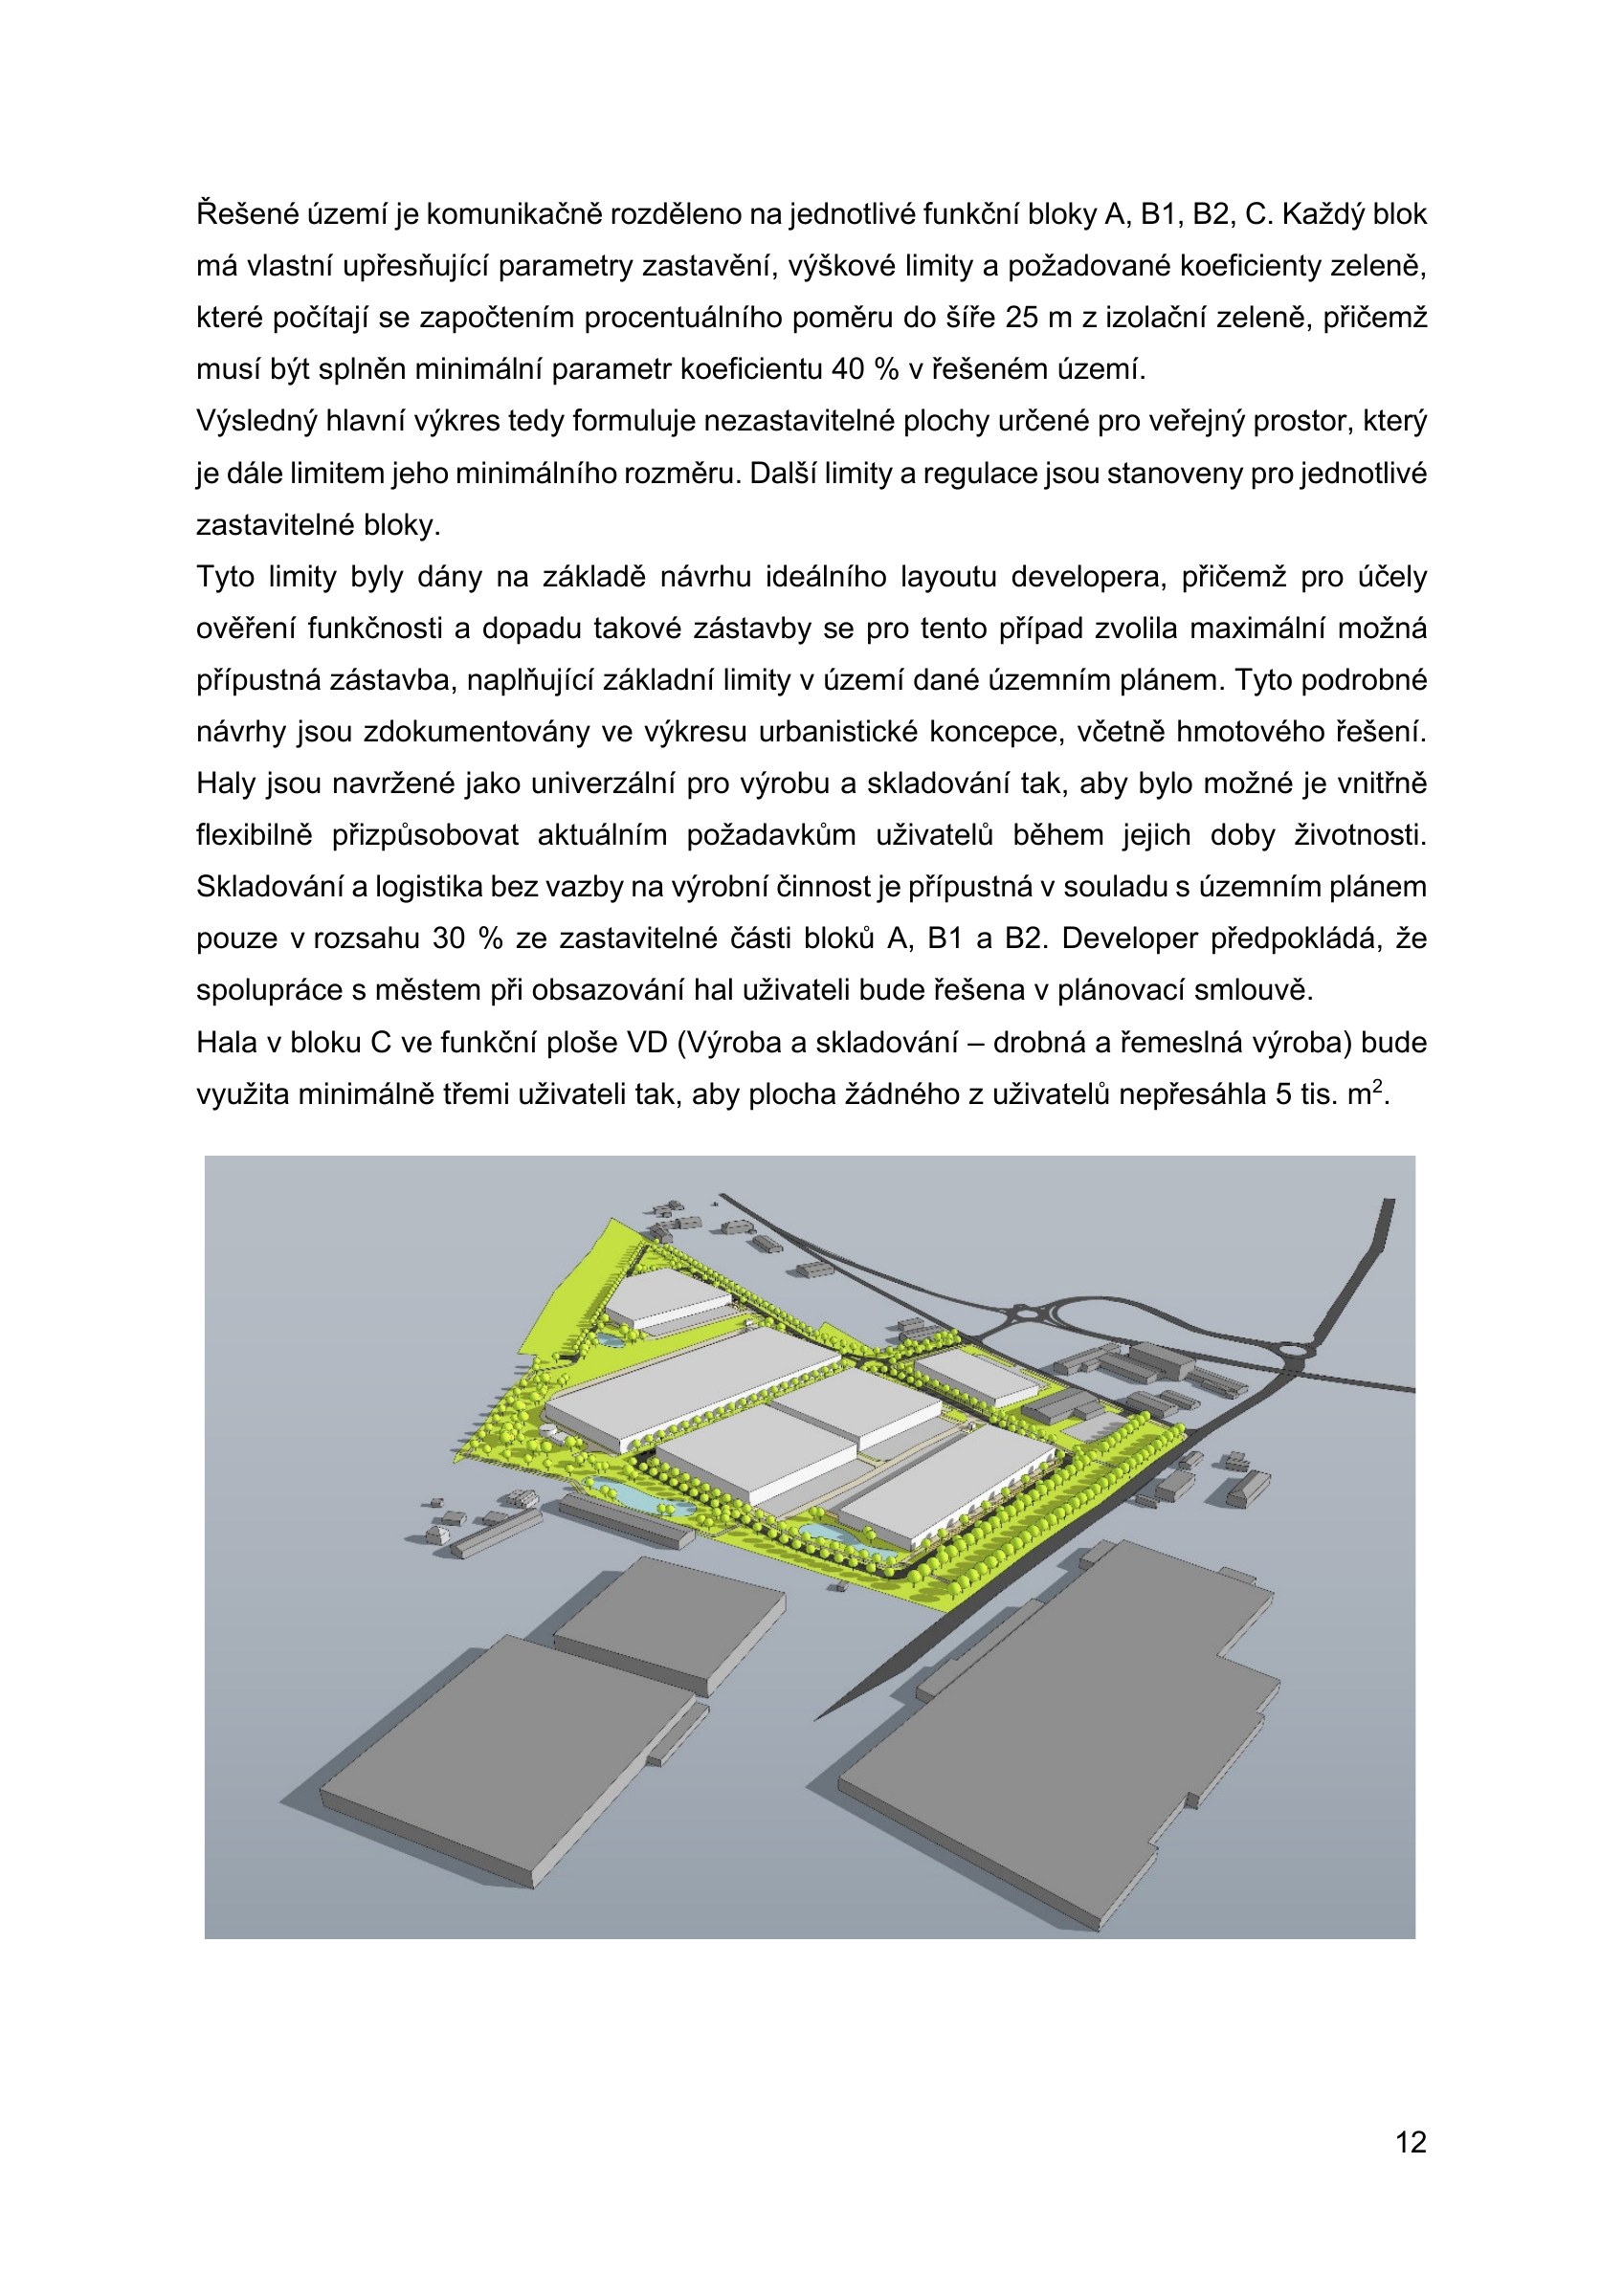 Řešené území je komunikačně rozděleno na jednotlivé funkční bloky A, B1, B2, C. Každý blok
má vlastní upřesňující parametry zastavění, výškové limity a požadované koeficienty zeleně,
které počítají se započtením procentuálního poměru do šíře 25 m z izolační zeleně, přičemž
musí být splněn minimální parametr koeficientu 40 % v řešeném území.
Výsledný hlavní výkres tedy formuluje nezastavitelné plochy určené pro veřejný prostor, který
je dále limitem jeho minimálního rozměru. Další limity a regulace jsou stanoveny pro jednotlivé
zastavitelné bloky.
Tyto limity byly dány na základě návrhu ideálního layoutu developera, přičemž pro účely
ověření funkčnosti a dopadu takové zástavby se pro tento případ zvolila maximální možná
přípustná zástavba, naplňující základní limity v území dané územním plánem. Tyto podrobné
návrhy jsou zdokumentovány ve výkresu urbanistické koncepce, včetně hmotového řešení.
Haly jsou navržené jako univerzální pro výrobu a skladování tak, aby bylo možné je vnitřně
flexibilně přizpůsobovat aktuálním požadavkům uživatelů během jejich doby životnosti.
Skladování a logistika bez vazby na výrobní činnost je přípustná v souladu s územním plánem
pouze v rozsahu 30 % ze zastavitelné části bloků A, B1 a B2. Developer předpokládá, že
spolupráce s městem při obsazování hal uživateli bude řešena v plánovací smlouvě.
Hala v bloku C ve funkční ploše VD (Výroba a skladování – drobná a řemeslná výroba) bude
využita minimálně třemi uživateli tak, aby plocha žádného z uživatelů nepřesáhla 5 tis. m².
12